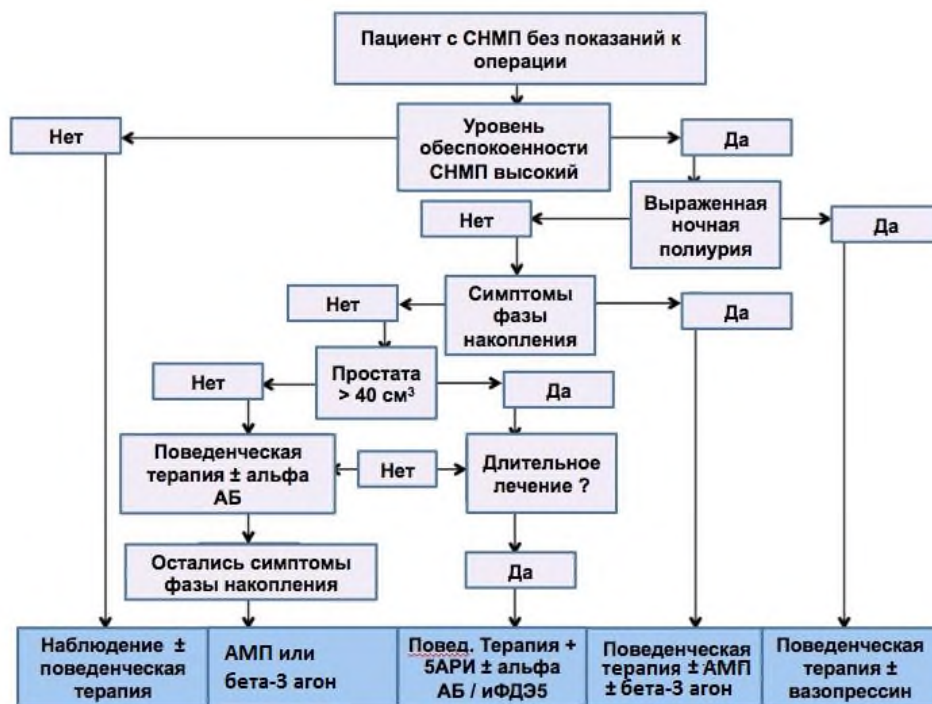 Пациент с СНМП без показаний к
операции
Нет
Уровень
обеспокоенности
СНМП высокий
Да
Нет
Выраженная
ночная
полиурия
Да
Нет
Симптомы
фазы
накопления
Да
Нет
Простата
> 40 см³
Да
Поведенческая
терапия ± альфа
АБ
Нет
Длительное
лечение ?
Остались симптомы
фазы накопления
Да
Наблюдение ±
поведенческая
терапия
АМП или
бета-3 агон
Повед. Терапия +
5АРИ ± альфа
АБ / иФДЭ5
Поведенческая
терапия ± АМП
± бета-3 агон
Поведенческая
терапия ±
вазопрессин